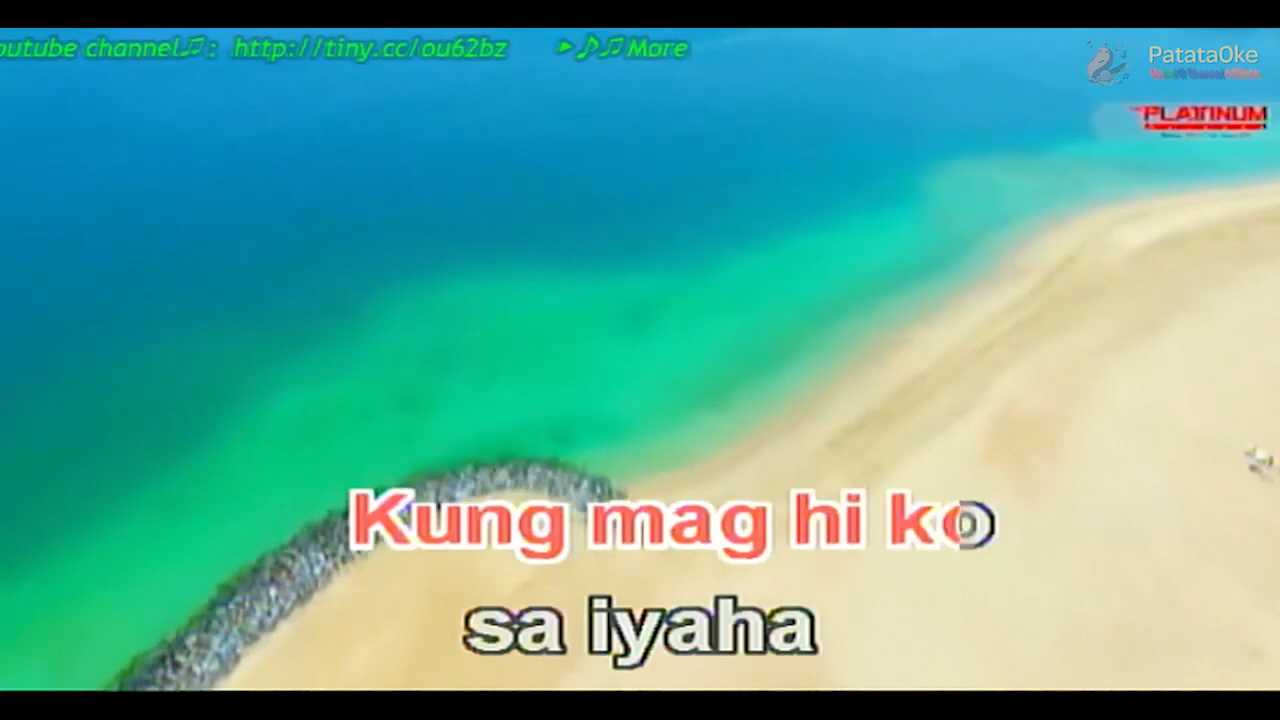 outube channel♫: http://tiny.cc/ou62bz ►♪♫More
PatataOke
PLATINUM
Kung mag hi ko
sa iyaha